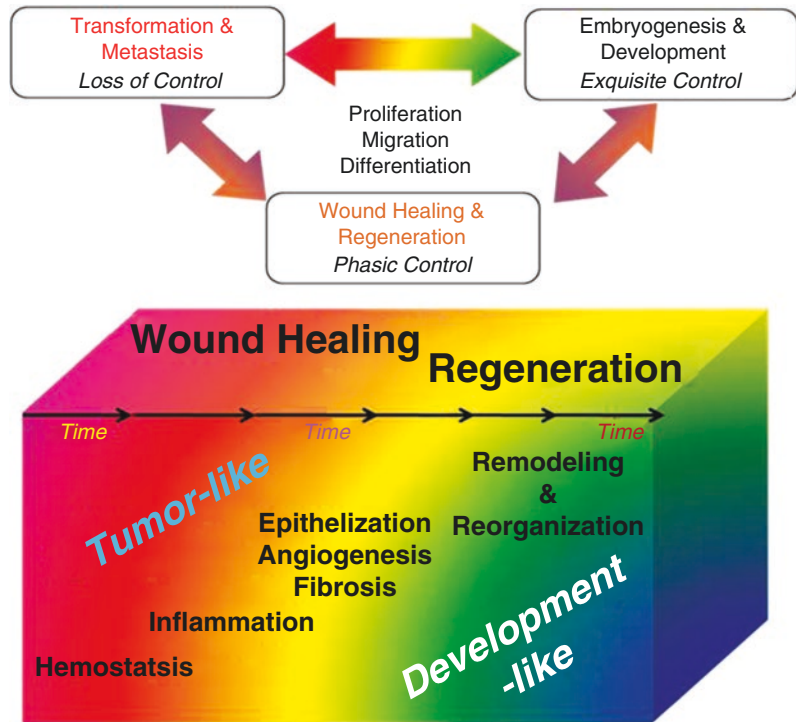 Transformation &
Metastasis
Loss of Control
Embryogenesis &
Development
Exquisite Control
Proliferation
Migration
Differentiation
Wound Healing &
Regeneration
Phasic Control
Wound Healing
Regeneration
Time
Time
Time
Tumor-like
Remodeling
&
Reorganization
Epithelization
Angiogenesis
Fibrosis
Inflammation
Hemostatsis
Development
-like